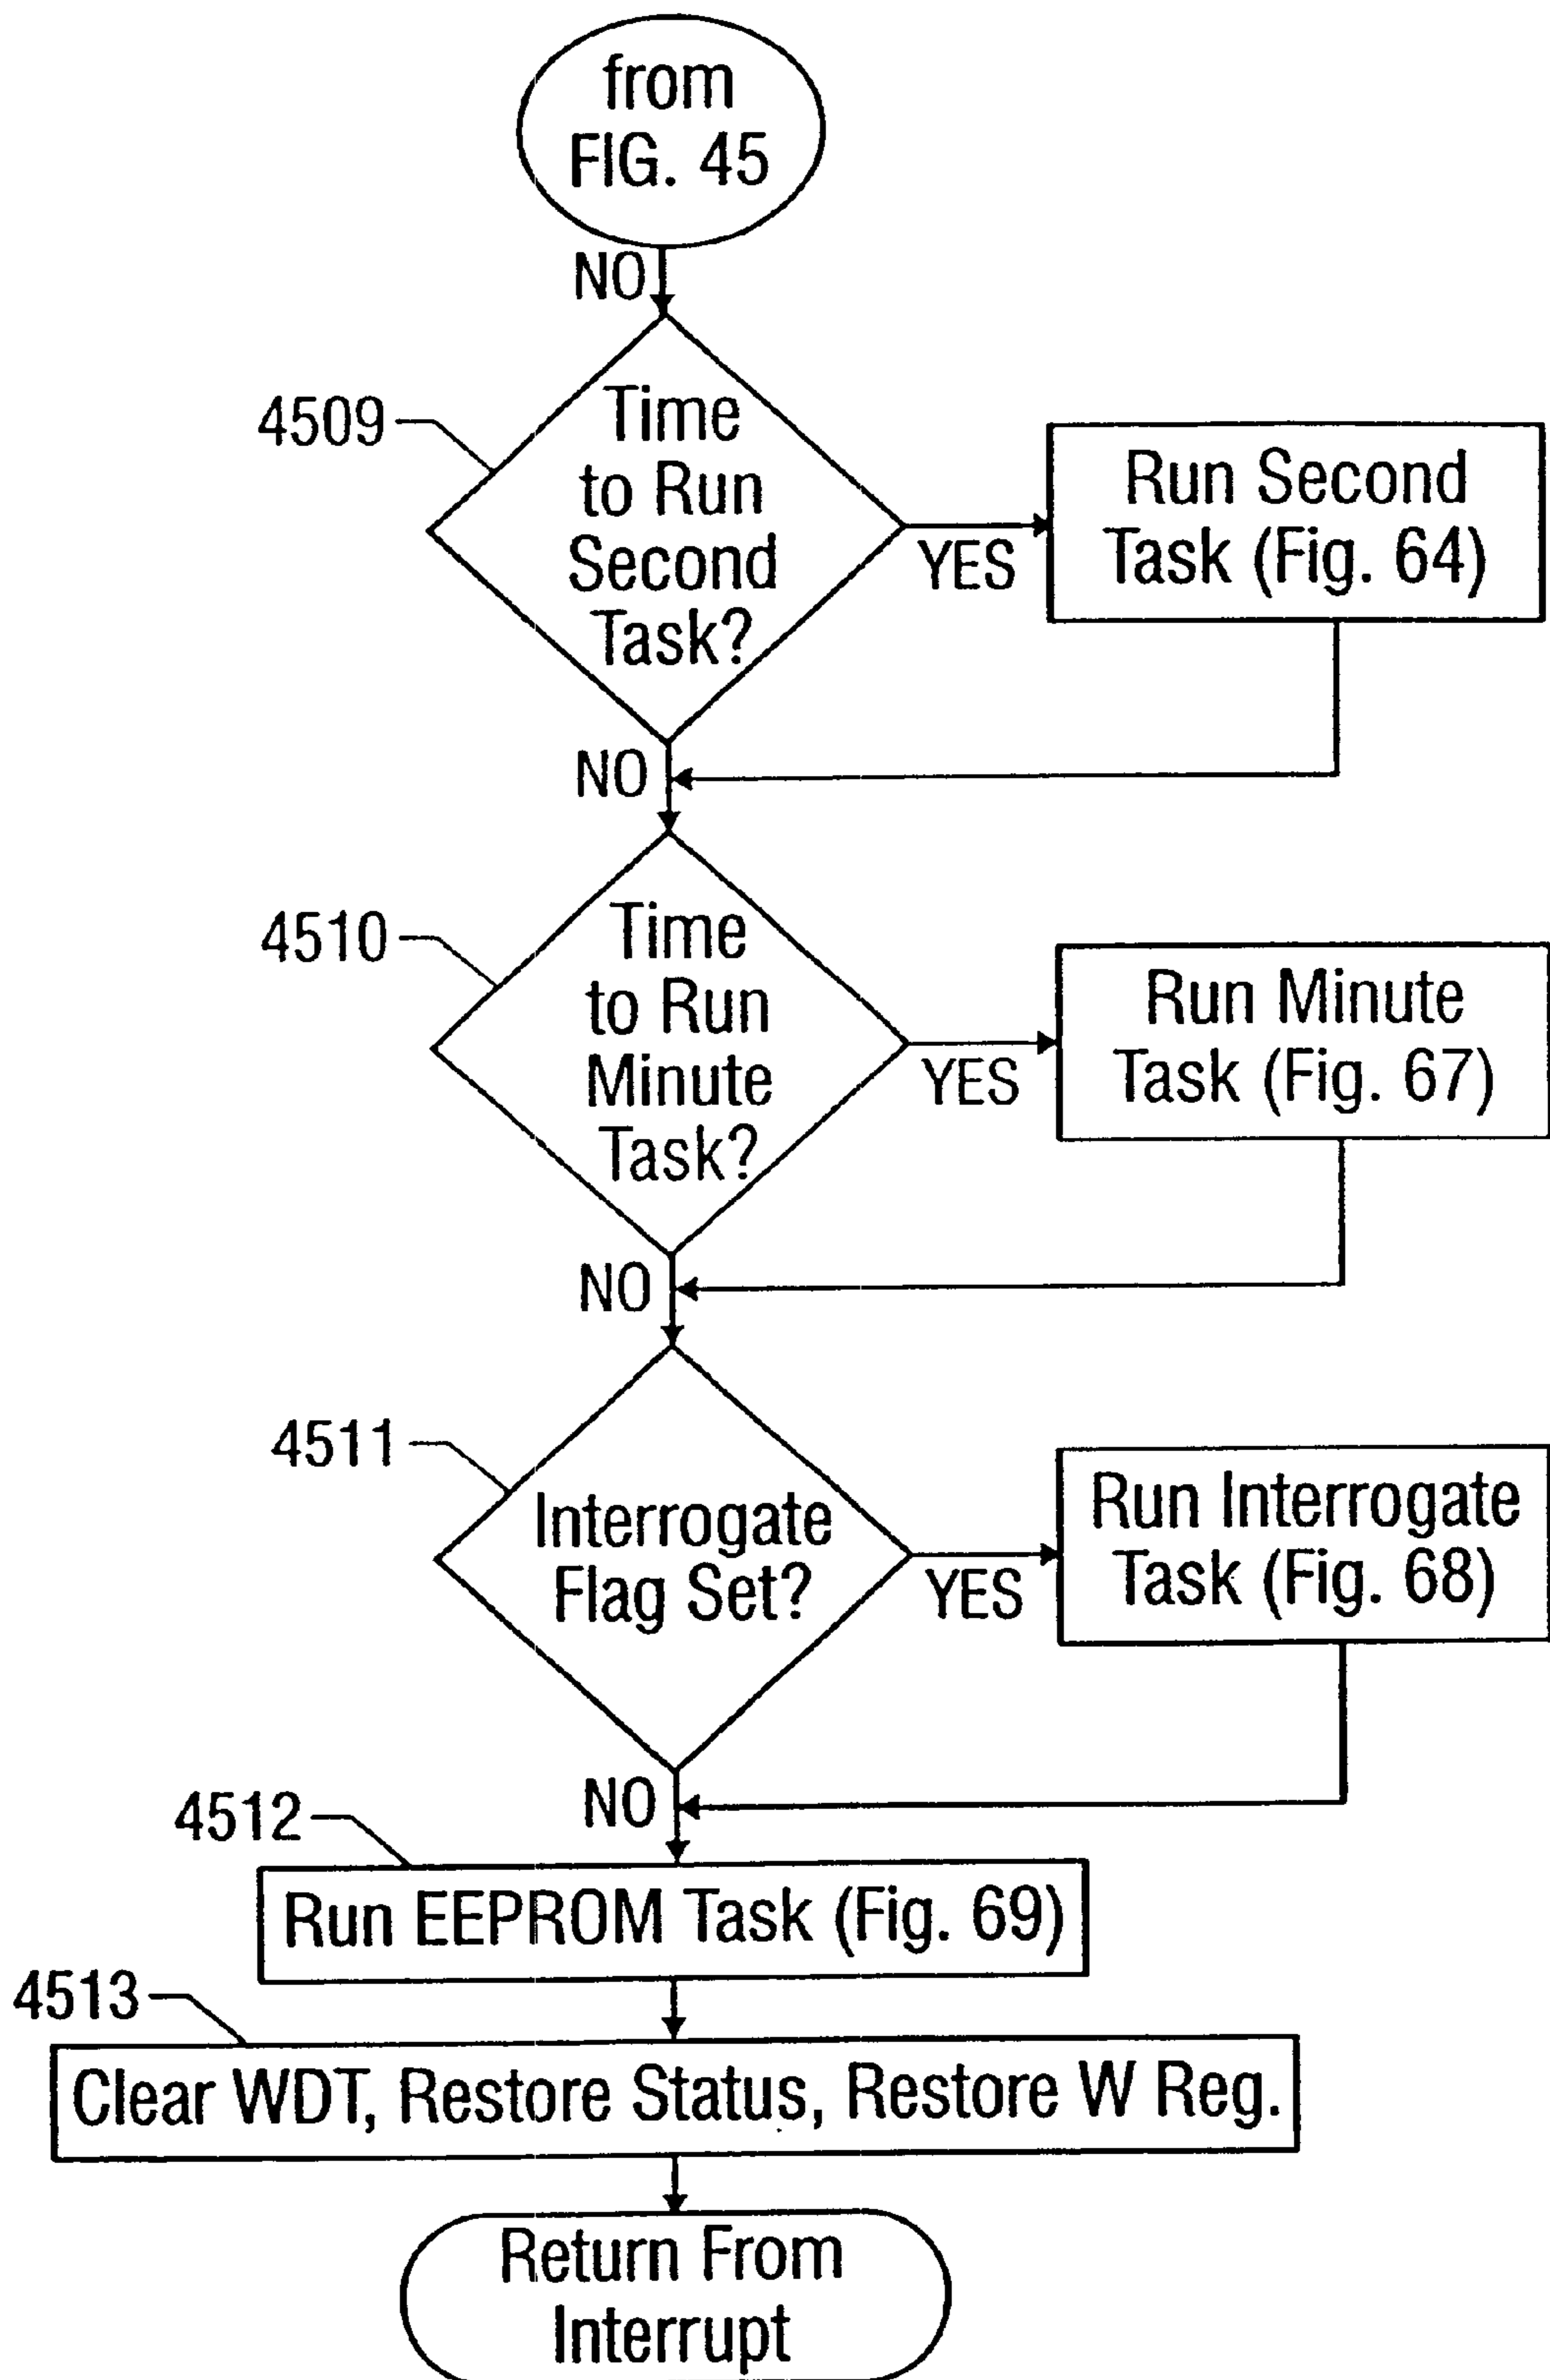 from
FIG. 45
NO
4509
Time
to Run
Second
Task?
YES
Run Second
Task (Fig. 64)
NO
4510
Time
to Run
Minute
Task?
YES
Run Minute
Task (Fig. 67)
NO
4511
Interrogate
Flag Set?
YES
Run Interrogate
Task (Fig. 68)
NO
4512
Run EEPROM Task (Fig. 69)
4513
Clear WDT, Restore Status, Restore W Reg.
Return From
Interrupt